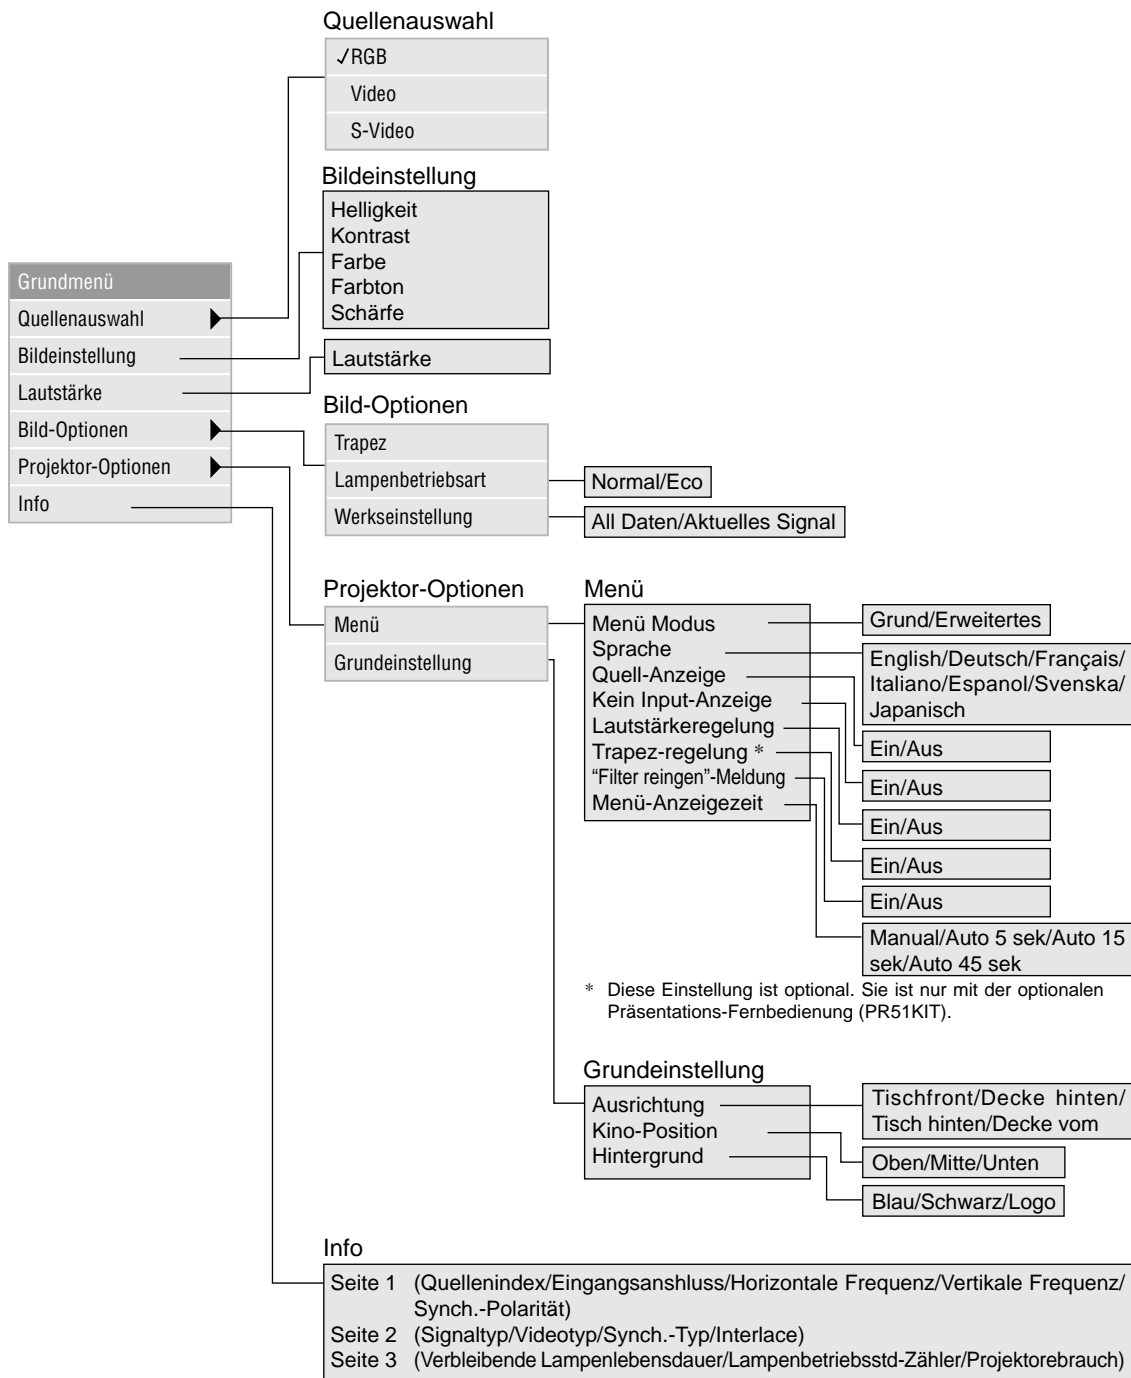 Quellenauswahl
✓RGB
Video
S-Video
Bildeinstellung
Helligkeit
Kontrast
Farbe
Farbton
Schärfe
Grundmenü
Quellenauswahl
Bildeinstellung
Lautstärke
Bild-Optionen
Projektor-Optionen
Info
Lautstärke
Bild-Optionen
Trapez
Lampenbetriebsart
Werkseinstellung
Normal/Eco
All Daten/Aktuelles Signal
Projektor-Optionen
Menü
Grundeinstellung
Menü
Menü Modus
Sprache
Quell-Anzeige
Kein Input-Anzeige
Lautstärkeregelung
Trapez-regelung *
“Filter reingen”-Meldung
Menü-Anzeigezeit
Grund/Erweitertes
English/Deutsch/Français/
Italiano/Espanol/Svenska/
Japanisch
Ein/Aus
Ein/Aus
Ein/Aus
Ein/Aus
Ein/Aus
Manual/Auto 5 sek/Auto 15
sek/Auto 45 sek
* Diese Einstellung ist optional. Sie ist nur mit der optionalen
Präsentations-Fernbedienung (PR51KIT).
Grundeinstellung
Ausrichtung
Kino-Position
Hintergrund
Tischfront/Decke hinten/
Tisch hinten/Decke vom
Oben/Mitte/Unten
Blau/Schwarz/Logo
Info
Seite 1 (Quellenindex/Eingangsanshluss/Horizontale Frequenz/Vertikale Frequenz/
Synch.-Polarität)
Seite 2 (Signaltyp/Videotyp/Synch.-Typ/Interlace)
Seite 3 (Verbleibende Lampenlebensdauer/Lampenbetriebsstd-Zähler/Projektorebrauch)